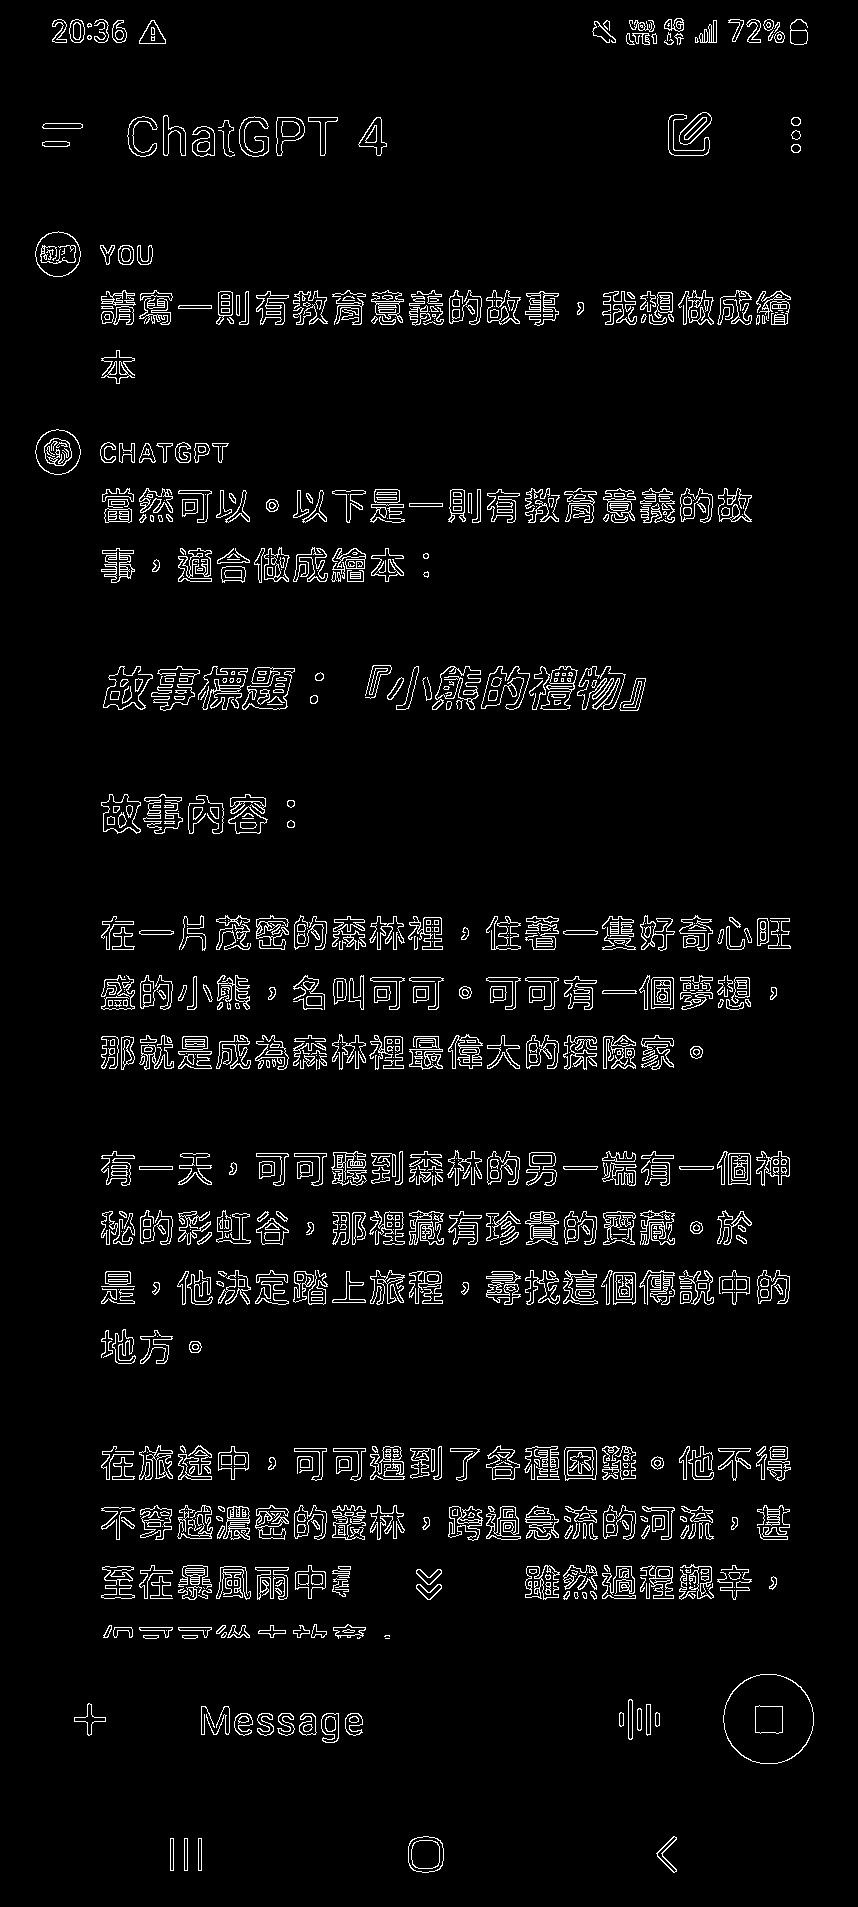 20:36 VoD LTE1 4G 72%
ChatGPT 4
YOU
請寫一則有教育意義的故事，我想做成繪
本
CHATGPT
當然可以。以下是一則有教育意義的故
事，適合做成繪本：
故事標題：『小熊的禮物』
故事內容：
在一片茂密的森林裡，住著一隻好奇心旺
盛的小熊，名叫可可。可可有一個夢想，
那就是成為森林裡最偉大的探險家。
有一天，可可聽到森林的另一端有一個神
秘的彩虹谷，那裡藏有珍貴的寶藏。於
是，他決定踏上旅程，尋找這個傳說中的
地方。
在旅途中，可可遇到了各種困難。他不得
不穿越濃密的叢林，跨過急流的河流，甚
至在暴風雨中 雖然過程艱辛，
Message